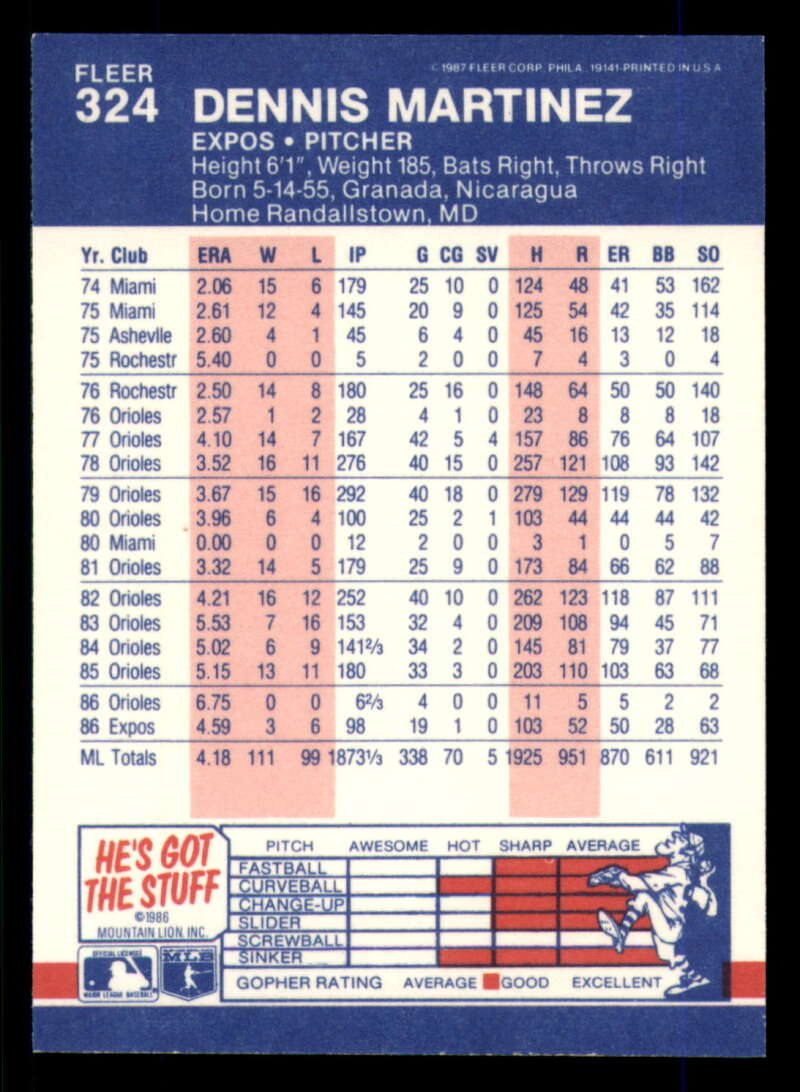 © 1987 FLEER CORP. PHILA. 19141-PRINTED IN U S A
FLEER
324 DENNIS MARTINEZ
EXPOS • PITCHER
Height 6'1", Weight 185, Bats Right, Throws Right
Born 5-14-55, Granada, Nicaragua
Home Randallstown, MD
Yr. Club ERA W L IP G CG SV H R ER BB SO
74 Miami 2.06 15 6 179 25 10 0 124 48 41 53 162
75 Miami 2.61 12 4 145 20 9 0 125 54 42 35 114
75 Ashevlle 2.60 4 1 45 6 4 0 45 16 13 12 18
75 Rochestr 5.40 0 0 5 2 0 0 7 4 3 0 4
76 Rochestr 2.50 14 8 180 25 16 0 148 64 50 50 140
76 Orioles 2.57 1 2 28 4 1 0 23 8 8 8 18
77 Orioles 4.10 14 7 167 42 5 4 157 86 76 64 107
78 Orioles 3.52 16 11 276 40 15 0 257 121 108 93 142
79 Orioles 3.67 15 16 292 40 18 0 279 129 119 78 132
80 Orioles 3.96 6 4 100 25 2 1 103 44 44 44 42
80 Miami 0.00 0 0 12 2 0 0 3 1 0 5 7
81 Orioles 3.32 14 5 179 25 9 0 173 84 66 62 88
82 Orioles 4.21 16 12 252 40 10 0 262 123 118 87 111
83 Orioles 5.53 7 16 153 32 4 0 209 108 94 45 71
84 Orioles 5.02 6 9 141⅔ 34 2 0 145 81 79 37 77
85 Orioles 5.15 13 11 180 33 3 0 203 110 103 63 68
86 Orioles 6.75 0 0 6⅔ 4 0 0 11 5 5 2 2
86 Expos 4.59 3 6 98 19 1 0 103 52 50 28 63
ML Totals 4.18 111 99 1873⅓ 338 70 5 1925 951 870 611 921
HE'S GOT
THE STUFF
©1986
MOUNTAIN LION, INC.
OFFICIAL LICENSEE
MAJOR LEAGUE BASEBALL
MLB
PITCH AWESOME HOT SHARP AVERAGE
FASTBALL
CURVEBALL
CHANGE-UP
SLIDER
SCREWBALL
SINKER
GOPHER RATING AVERAGE GOOD EXCELLENT